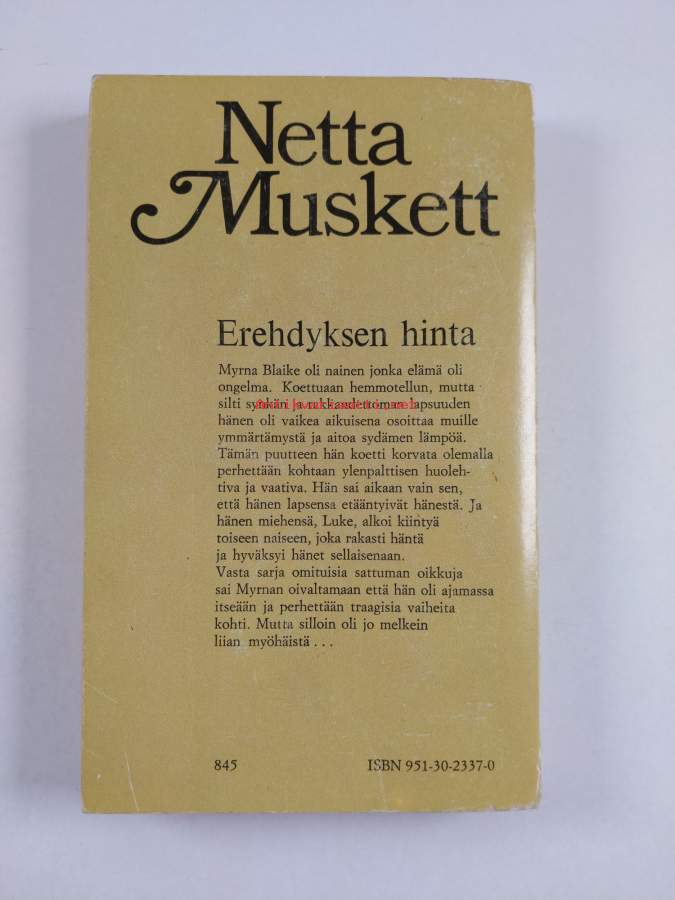 Netta
Muskett
Erehdyksen hinta
Myrna Blaike oli nainen jonka elämä oli
ongelma. Koettuaan hemmotellun, mutta
silti synkän ja rakkaudettoman lapsuuden
hänen oli vaikea aikuisena osoittaa muille
ymmärtämystä ja aitoa sydämen lämpöä.
Tämän puutteen hän koetti korvata olemalla
perhettään kohtaan ylenpalttisen huoleh-
tiva ja vaativa. Hän sai aikaan vain sen,
että hänen lapsensa etääntyivät hänestä. Ja
hänen miehensä, Luke, alkoi kiintyä
toiseen naiseen, joka rakasti häntä
ja hyväksyi hänet sellaisenaan.
Vasta sarja omituisia sattuman oikkuja
sai Myrnan oivaltamaan että hän oli ajamassa
itseään ja perhettään traagisia vaiheita
kohti. Mutta silloin oli jo melkein
liian myöhäistä . . .
845 ISBN 951-30-2337-0